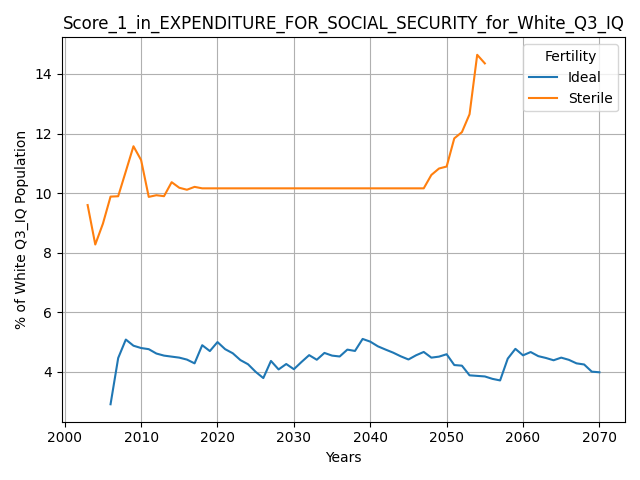 Score_1_in_EXPENDITURE_FOR_SOCIAL_SECURITY_for_White_Q3_IQ
Fertility
Ideal
Sterile
% of White Q3_IQ Population
14
12
10
8
6
4
2000 2010 2020 2030 2040 2050 2060 2070
Years